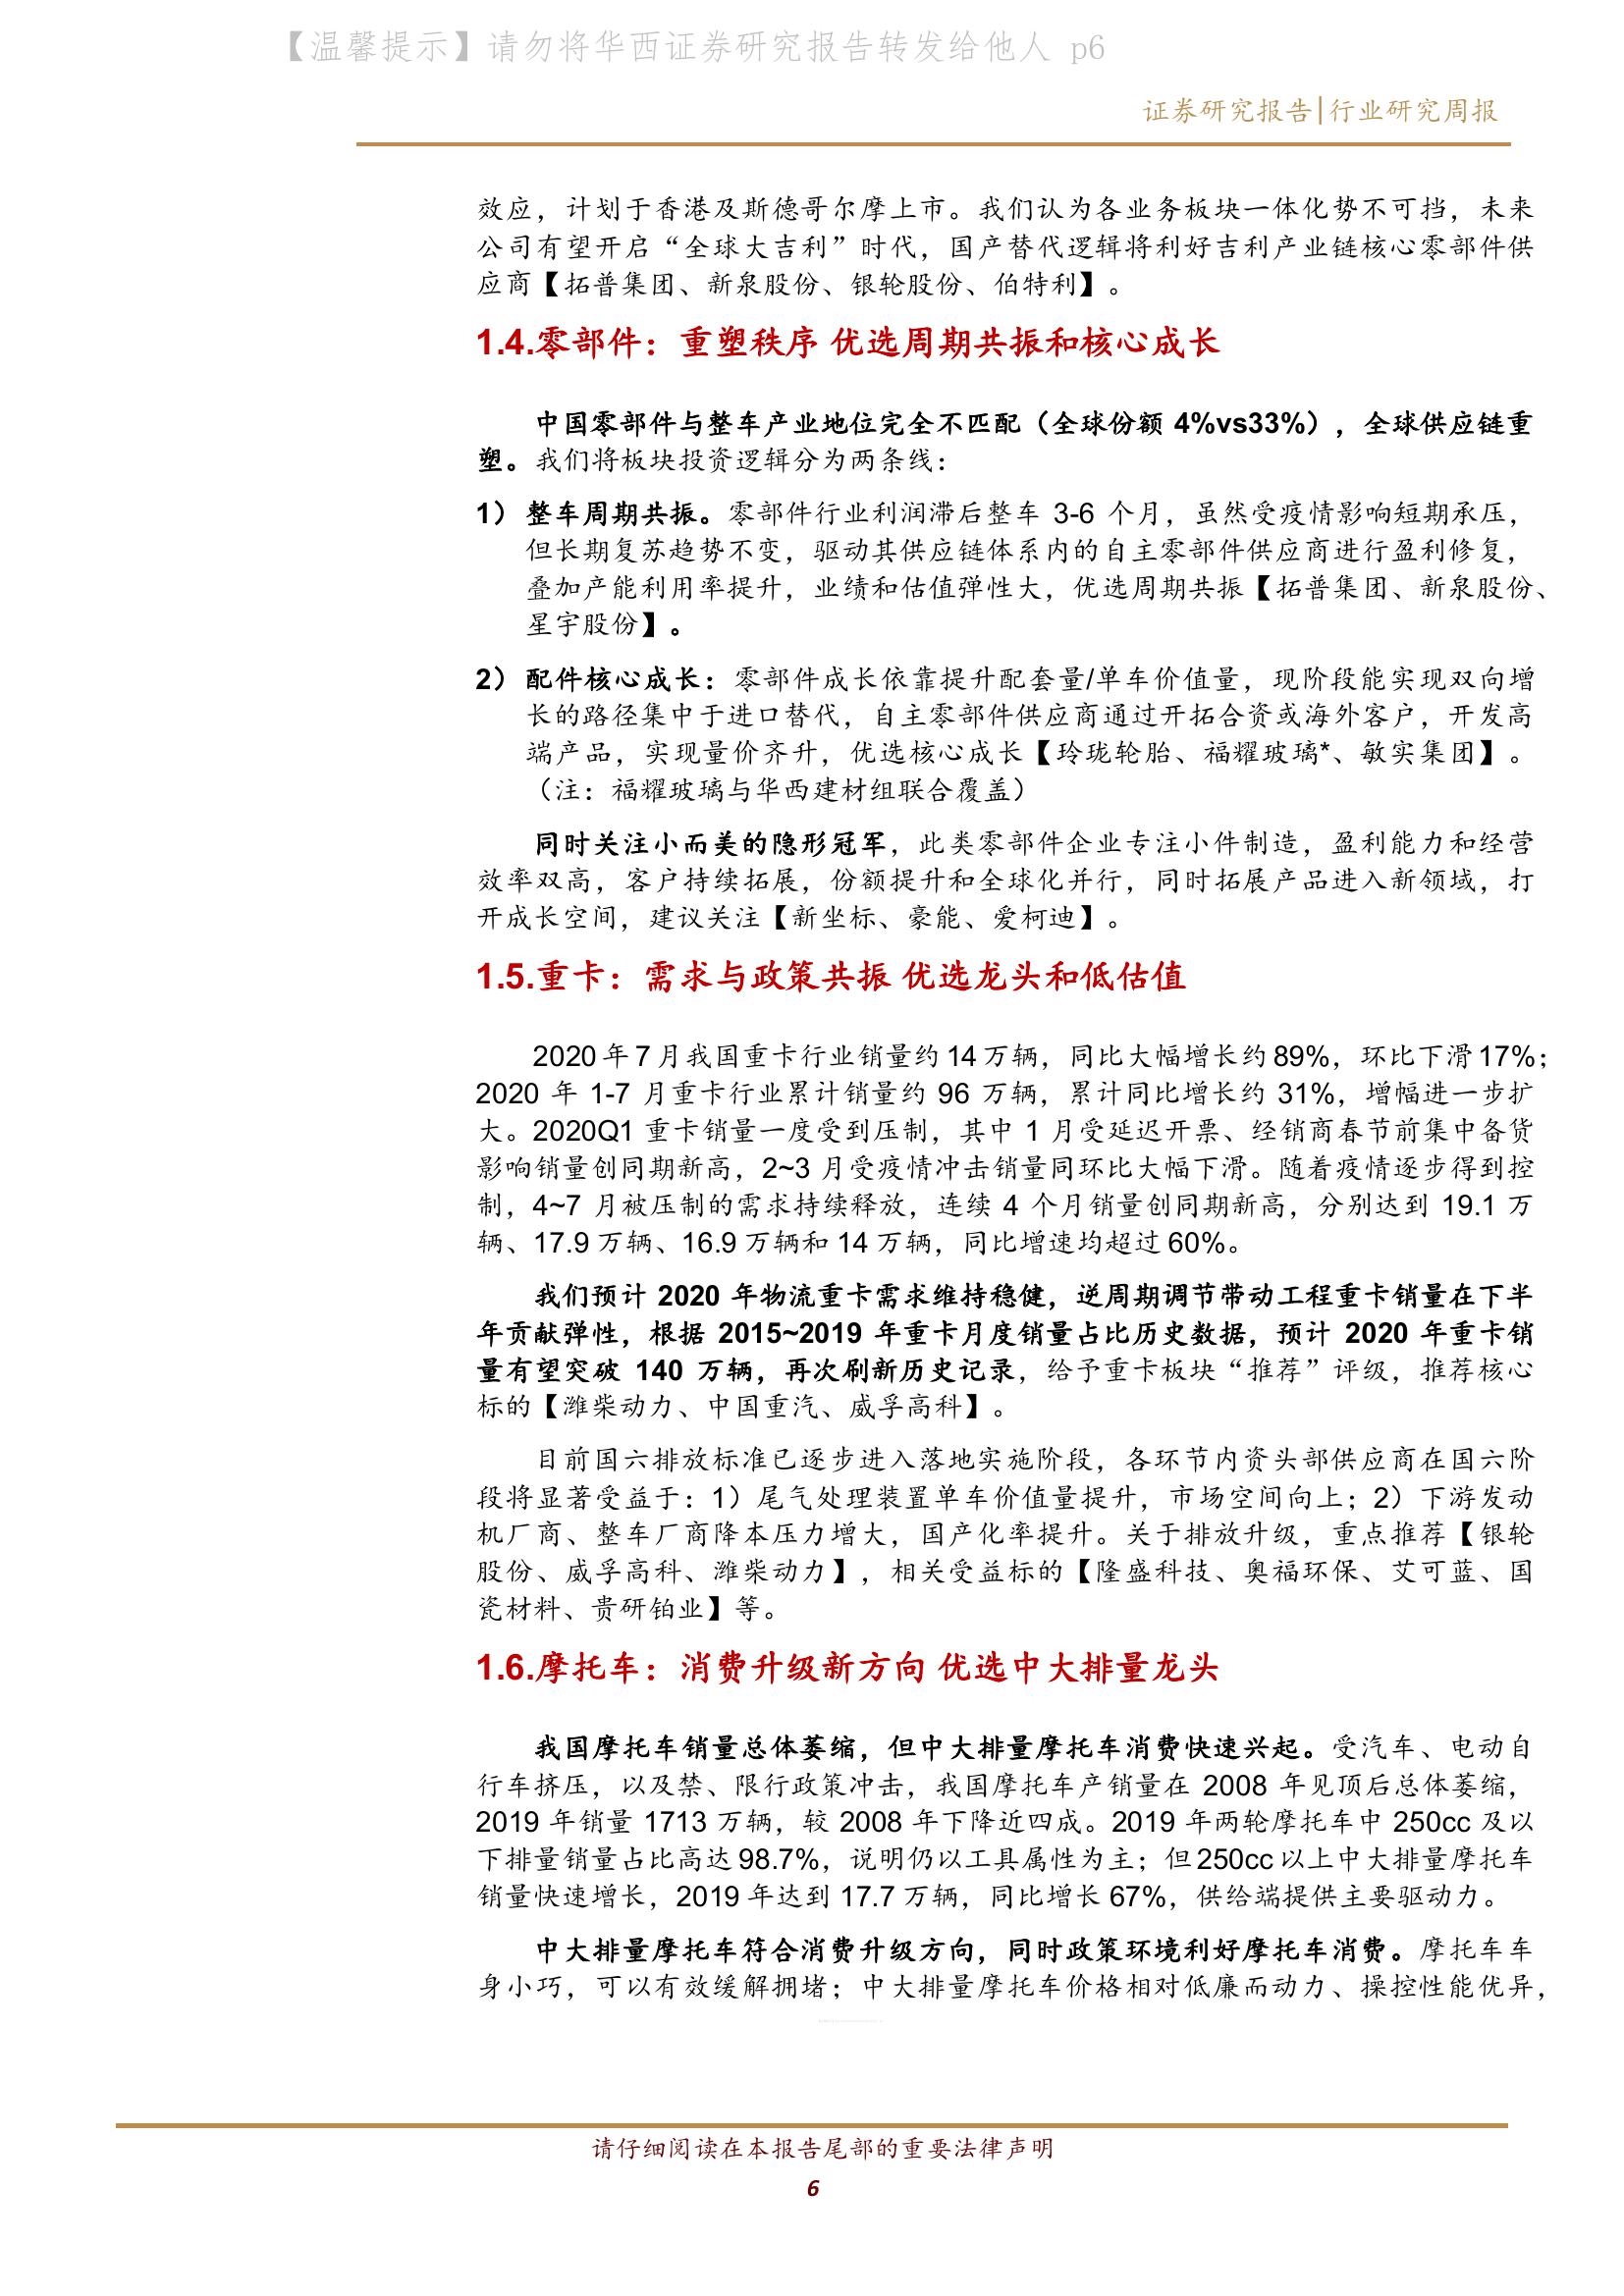 【温馨提示】请勿将华西证券研究报告转发给他人 p6
证券研究报告|行业研究周报
效应，计划于香港及斯德哥尔摩上市。我们认为各业务板块一体化势不可挡，未来
公司有望开启“全球大吉利”时代，国产替代逻辑将利好吉利产业链核心零部件供
应商【拓普集团、新泉股份、银轮股份、伯特利】。
1.4.零部件：重塑秩序 优选周期共振和核心成长
中国零部件与整车产业地位完全不匹配（全球份额 4%vs33%），全球供应链重
塑。我们将板块投资逻辑分为两条线：
1）整车周期共振。零部件行业利润滞后整车 3-6 个月，虽然受疫情影响短期承压，
但长期复苏趋势不变，驱动其供应链体系内的自主零部件供应商进行盈利修复，
叠加产能利用率提升，业绩和估值弹性大，优选周期共振【拓普集团、新泉股份、
星宇股份】。
2）配件核心成长：零部件成长依靠提升配套量/单车价值量，现阶段能实现双向增
长的路径集中于进口替代，自主零部件供应商通过开拓合资或海外客户，开发高
端产品，实现量价齐升，优选核心成长【玲珑轮胎、福耀玻璃*、敏实集团】。
（注：福耀玻璃与华西建材组联合覆盖）
同时关注小而美的隐形冠军，此类零部件企业专注小件制造，盈利能力和经营
效率双高，客户持续拓展，份额提升和全球化并行，同时拓展产品进入新领域，打
开成长空间，建议关注【新坐标、豪能、爱柯迪】。
1.5.重卡：需求与政策共振 优选龙头和低估值
2020 年 7 月我国重卡行业销量约 14 万辆，同比大幅增长约 89%，环比下滑 17%；
2020 年 1-7 月重卡行业累计销量约 96 万辆，累计同比增长约 31%，增幅进一步扩
大。2020Q1 重卡销量一度受到压制，其中 1 月受延迟开票、经销商春节前集中备货
影响销量创同期新高，2~3 月受疫情冲击销量同环比大幅下滑。随着疫情逐步得到控
制，4~7 月被压制的需求持续释放，连续 4 个月销量创同期新高，分别达到 19.1 万
辆、17.9 万辆、16.9 万辆和 14 万辆，同比增速均超过 60%。
我们预计 2020 年物流重卡需求维持稳健，逆周期调节带动工程重卡销量在下半
年贡献弹性，根据 2015~2019 年重卡月度销量占比历史数据，预计 2020 年重卡销
量有望突破 140 万辆，再次刷新历史记录，给予重卡板块“推荐”评级，推荐核心
标的【潍柴动力、中国重汽、威孚高科】。
目前国六排放标准已逐步进入落地实施阶段，各环节内资头部供应商在国六阶
段将显著受益于：1）尾气处理装置单车价值量提升，市场空间向上；2）下游发动
机厂商、整车厂商降本压力增大，国产化率提升。关于排放升级，重点推荐【银轮
股份、威孚高科、潍柴动力】，相关受益标的【隆盛科技、奥福环保、艾可蓝、国
瓷材料、贵研铂业】等。
1.6.摩托车：消费升级新方向 优选中大排量龙头
我国摩托车销量总体萎缩，但中大排量摩托车消费快速兴起。受汽车、电动自
行车挤压，以及禁、限行政策冲击，我国摩托车产销量在 2008 年见顶后总体萎缩，
2019 年销量 1713 万辆，较 2008 年下降近四成。2019 年两轮摩托车中 250cc 及以
下排量销量占比高达 98.7%，说明仍以工具属性为主；但 250cc 以上中大排量摩托车
销量快速增长，2019 年达到 17.7 万辆，同比增长 67%，供给端提供主要驱动力。
中大排量摩托车符合消费升级方向，同时政策环境利好摩托车消费。摩托车车
身小巧，可以有效缓解拥堵；中大排量摩托车价格相对低廉而动力、操控性能优异，
请仔细阅读在本报告尾部的重要法律声明
6